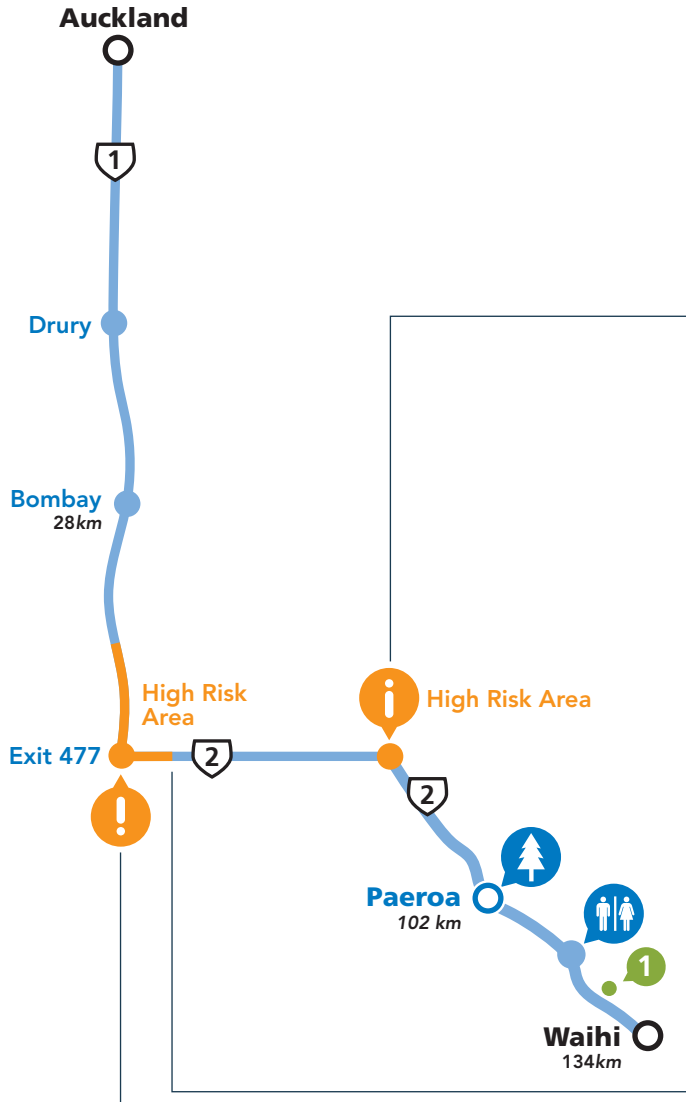 Auckland
1
Drury
Bombay
28km
High Risk
Area
High Risk Area
Exit 477
2
2
Paeroa
102 km
1
Waihi
134km